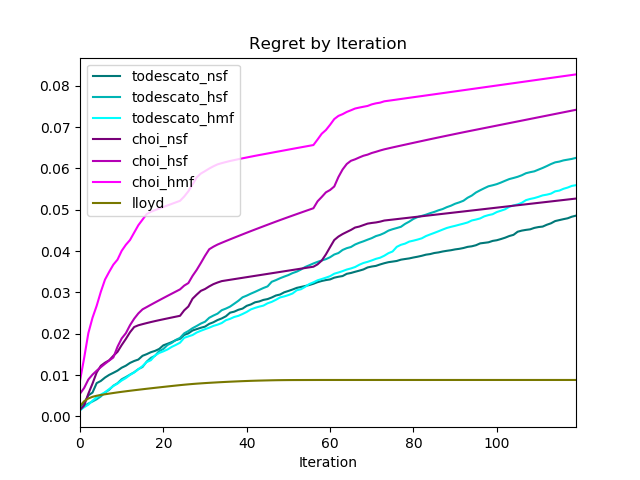 Regret by Iteration
todescato_nsf
todescato_hsf
todescato_hmf
choi_nsf
choi_hsf
choi_hmf
lloyd
0.08
0.07
0.06
0.05
0.04
0.03
0.02
0.01
0.00
0 20 40 60 80 100
Iteration